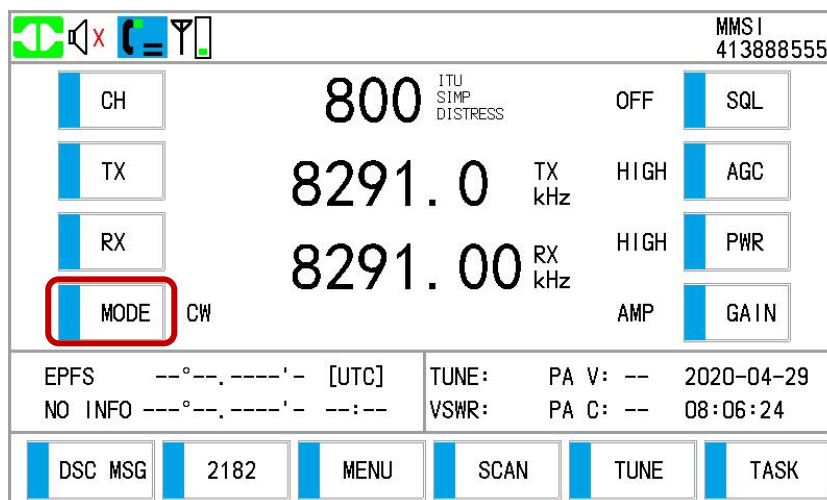 MMSI
413888555
CH 800 ITU SIMP DISTRESS OFF SQL
TX 8291.0 TX kHz HIGH AGC
RX 8291.00 RX kHz HIGH PWR
MODE CW AMP GAIN
EPFS --°--.----'- [UTC] TUNE: PA V: -- 2020-04-29
NO INFO ---°--.----'- --:-- VSWR: PA C: -- 08:06:24
DSC MSG 2182 MENU SCAN TUNE TASK